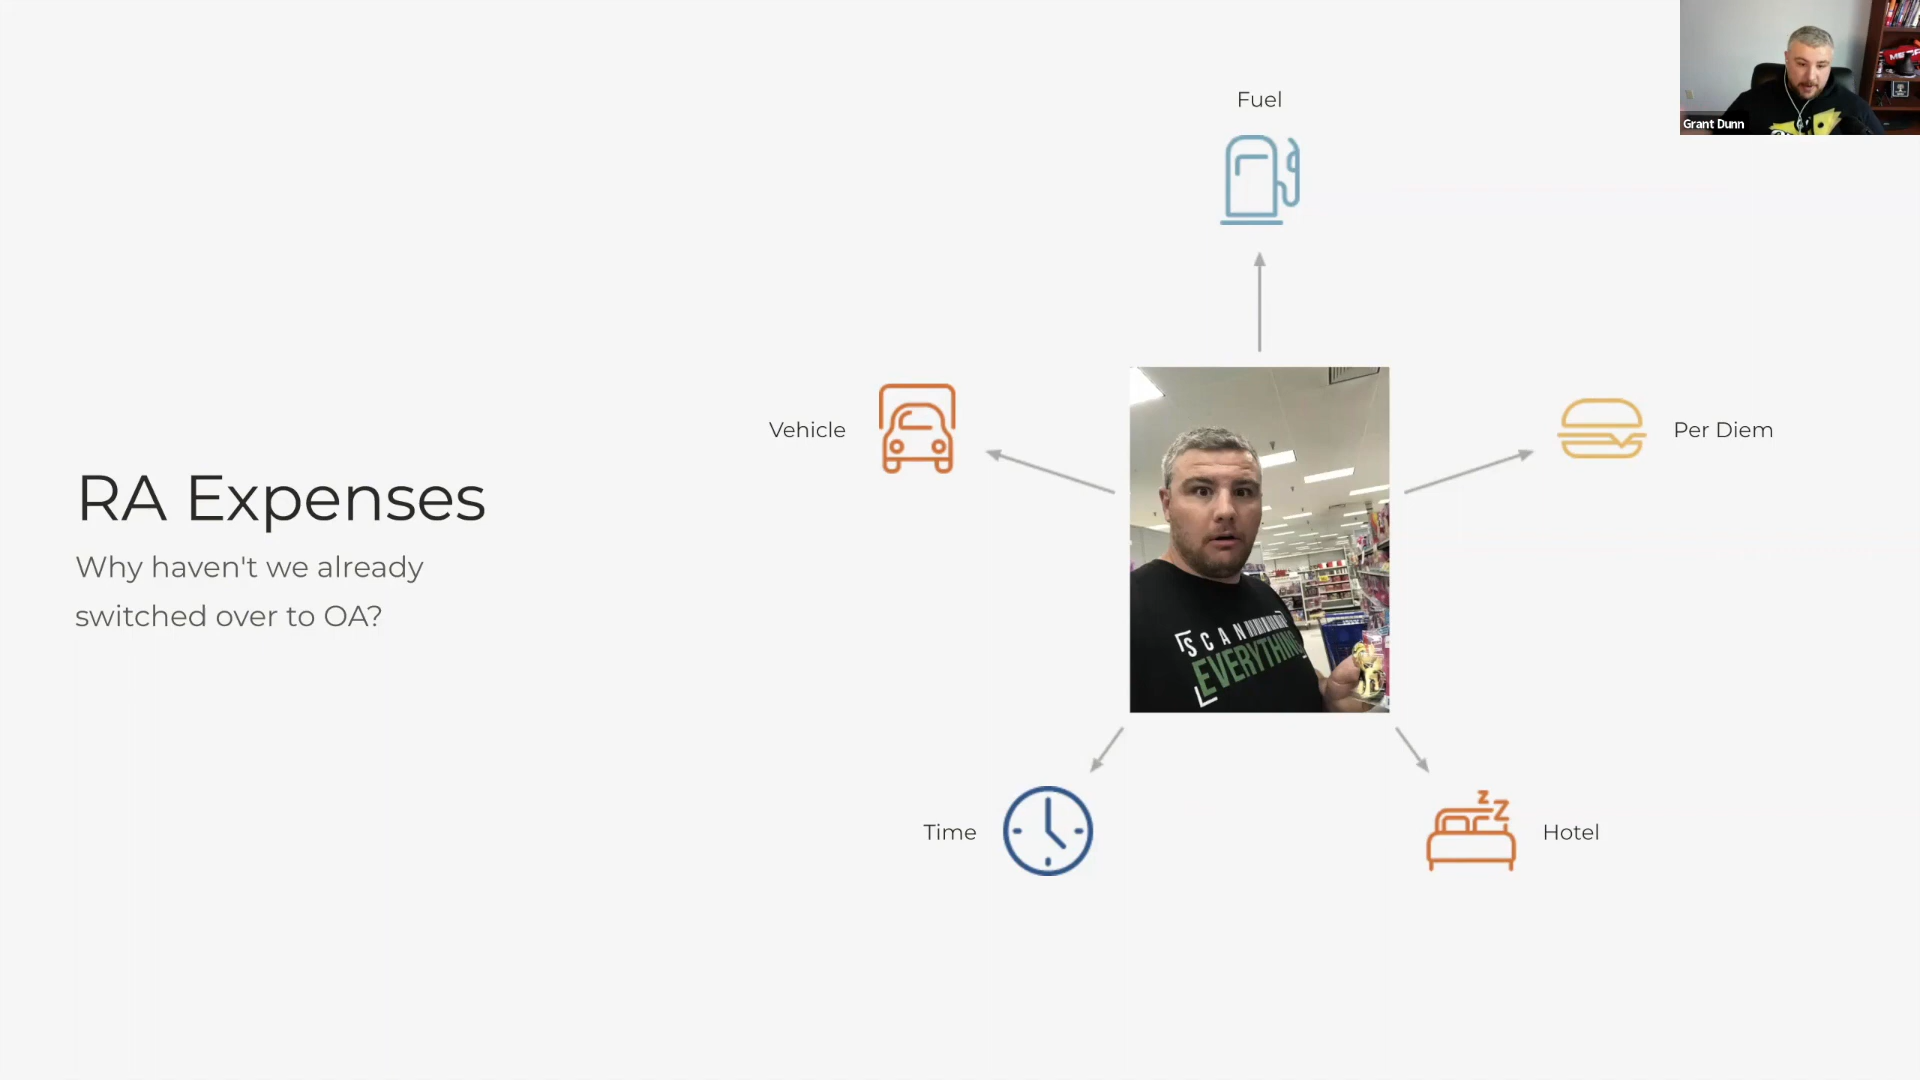 Grant Dunn
Fuel
Vehicle
Per Diem
RA Expenses
Why haven't we already
switched over to OA?
SCAN
EVERYTHING
Time
Hotel